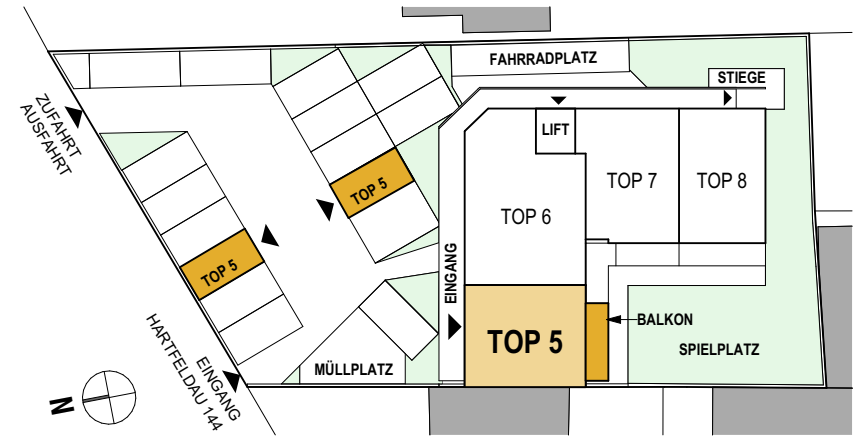 FAHRRADPLATZ
STIEGE
ZUFAHRT
AUSFAHRT
LIFT
TOP 5
TOP 7
TOP 8
TOP 6
TOP 5
EINGANG
BALKON
TOP 5
SPIELPLATZ
MÜLLPLATZ
EINGANG
HARTFELDAU 144
N